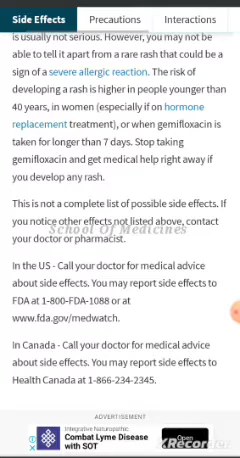 Side Effects Precautions Interactions
is usually not serious. However, you may not be
able to tell it apart from a rare rash that could be a
sign of a severe allergic reaction. The risk of
developing a rash is higher in people younger than
40 years, in women (especially if on hormone
replacement treatment), or when gemifloxacin is
taken for longer than 7 days. Stop taking
gemifloxacin and get medical help right away if
you develop any rash.
This is not a complete list of possible side effects. If
you notice other effects not listed above, contact
School Of Medicines
your doctor or pharmacist.
In the US - Call your doctor for medical advice
about side effects. You may report side effects to
FDA at 1-800-FDA-1088 or at
www.fda.gov/medwatch.
In Canada - Call your doctor for medical advice
about side effects. You may report side effects to
Health Canada at 1-866-234-2345.
ADVERTISEMENT
Integrative Naturopathic
Combat Lyme Disease
with SOT
Open
XRecorder